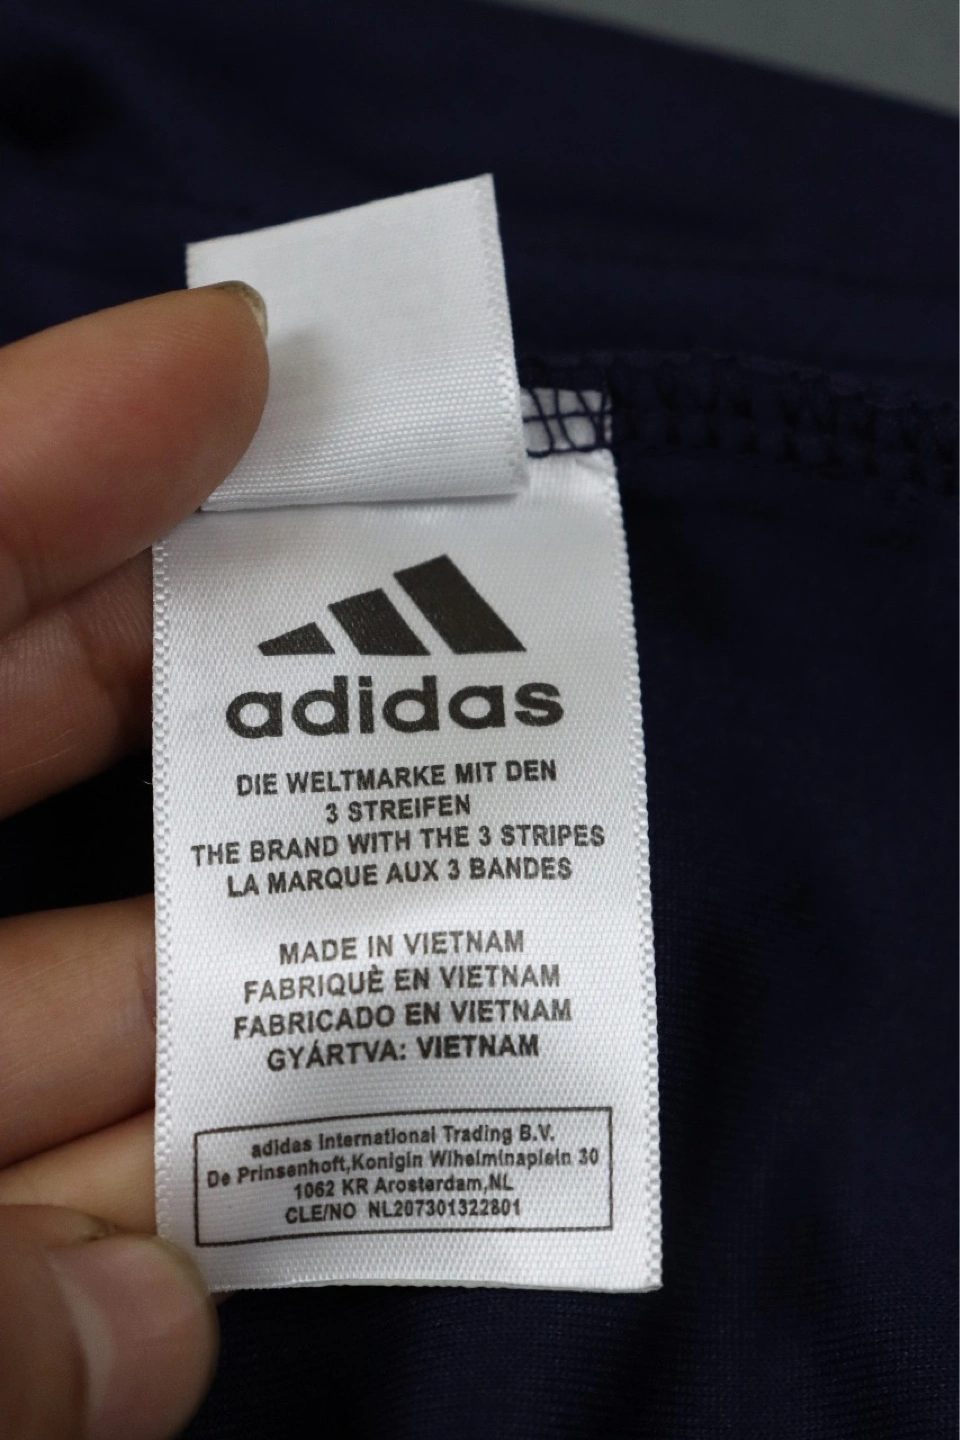 adidas
DIE WELTMARKE MIT DEN
3 STREIFEN
THE BRAND WITH THE 3 STRIPES
LA MARQUE AUX 3 BANDES
MADE IN VIETNAM
FABRIQUÈ EN VIETNAM
FABRICADO EN VIETNAM
GYÁRTVA: VIETNAM
adidas International Trading B.V.
De Prinsenhoft,Konigin Wihelminaplein 30
1062 KR Arosterdam,NL
CLE/NO NL207301322801